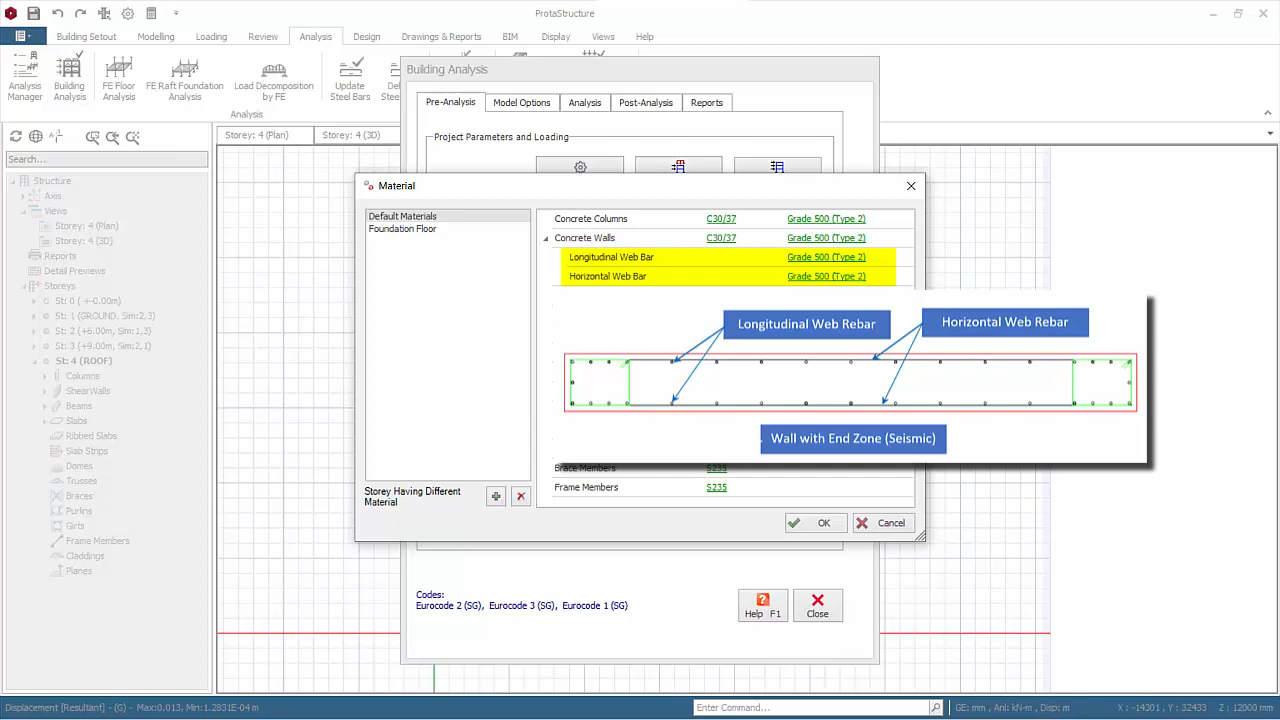 ProtaStructure
Building Setout
Modelling
Loading
Review
Analysis
Design
Drawings & Reports
BIM
Display
Views
Help
Analysis
Manager
Building
Analysis
FE Floor
Analysis
FE Raft Foundation
Analysis
Load Decomposition
by FE
Update
Steel Bars
Analysis
Building Analysis
Pre-Analysis
Model Options
Analysis
Post-Analysis
Reports
Project Parameters and Loading
Storey: 4 (Plan)
Storey: 4 (3D)
Search...
Structure
Axis
Views
Storey: 4 (Plan)
Storey: 4 (3D)
Reports
Detail Previews
Storeys
St: 0 ( +-0.00m)
St: 1 (GROUND, Sim:2,3)
St: 2 (+6.00m, Sim:1,3)
St: 3 (+9.00m, Sim:2,1)
St: 4 (ROOF)
Columns
ShearWalls
Beams
Slabs
Ribbed Slabs
Slab Strips
Domes
Trusses
Braces
Purlins
Girts
Frame Members
Claddings
Planes
Material
Default Materials
Foundation Floor
Storey Having Different
Material
Concrete Columns C30/37 Grade 500 (Type 2)
Concrete Walls C30/37 Grade 500 (Type 2)
Longitudinal Web Bar Grade 500 (Type 2)
Horizontal Web Bar Grade 500 (Type 2)
Longitudinal Web Rebar
Horizontal Web Rebar
Wall with End Zone (Seismic)
Brace Members S235
Frame Members S235
OK
Cancel
Codes:
Eurocode 2 (SG), Eurocode 3 (SG), Eurocode 1 (SG)
Help F1
Close
Displacement [Resultant] - (G) - Max:0.013, Min:1.2831E-04 m
Enter Command...
GE: mm , Anl: kN-m , Disp: m
X : -14301 , Y : 32433
Z : 12000 mm